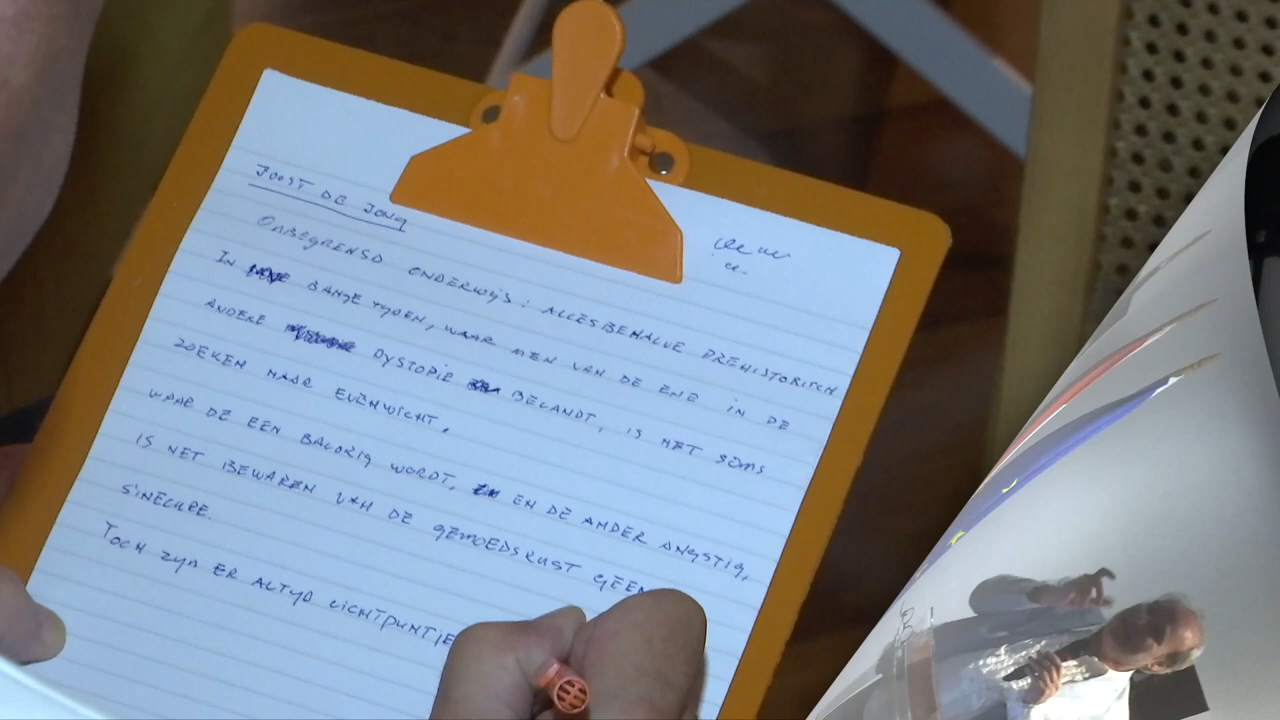 JOOST DE JONG
ONBEGRENSD ONDERWIJS: ALLESBEHALVE PREHISTORISCH
IN BANGE TIJDEN, WAAR MEN VAN DE ENE IN DE
ANDERE DYSTOPIE BELANDT, IS HET SOMS
ZOEKEN NAAR EVENWICHT.
WAAR DE EEN BALORIG WORDT, EN DE ANDER ANGSTIG,
IS HET BEWAREN VAN DE GEMOEDSRUST GEEN
SINECURE.
TOCH ZIJN ER ALTIJD LICHTPUNTJE